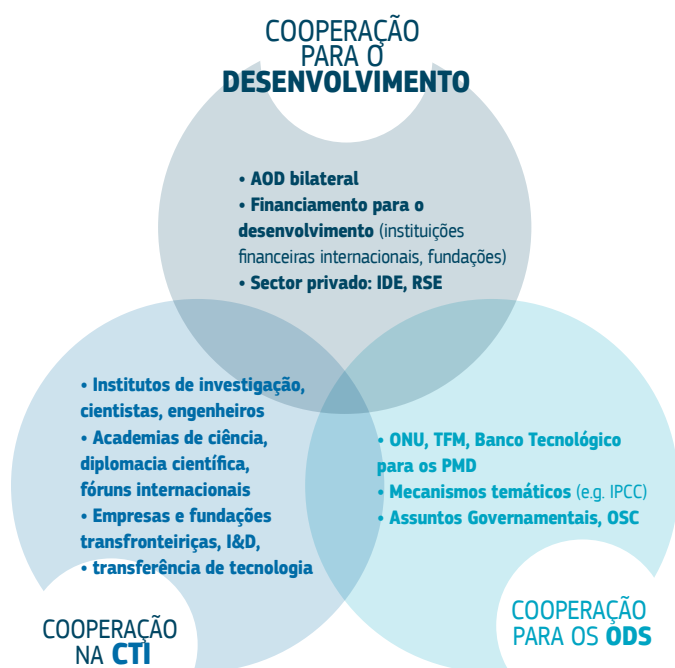 COOPERAÇÃO
PARA O
DESENVOLVIMENTO
• AOD bilateral
• Financiamento para o
desenvolvimento (instituições
financeiras internacionais, fundações)
• Sector privado: IDE, RSE
• Institutos de investigação,
cientistas, engenheiros
• Academias de ciência,
diplomacia científica,
fóruns internacionais
• Empresas e fundações
transfronteiriças, I&D,
• transferência de tecnologia
• ONU, TFM, Banco Tecnológico
para os PMD
• Mecanismos temáticos (e.g. IPCC)
• Assuntos Governamentais, OSC
COOPERAÇÃO
NA CTI
COOPERAÇÃO
PARA OS ODS